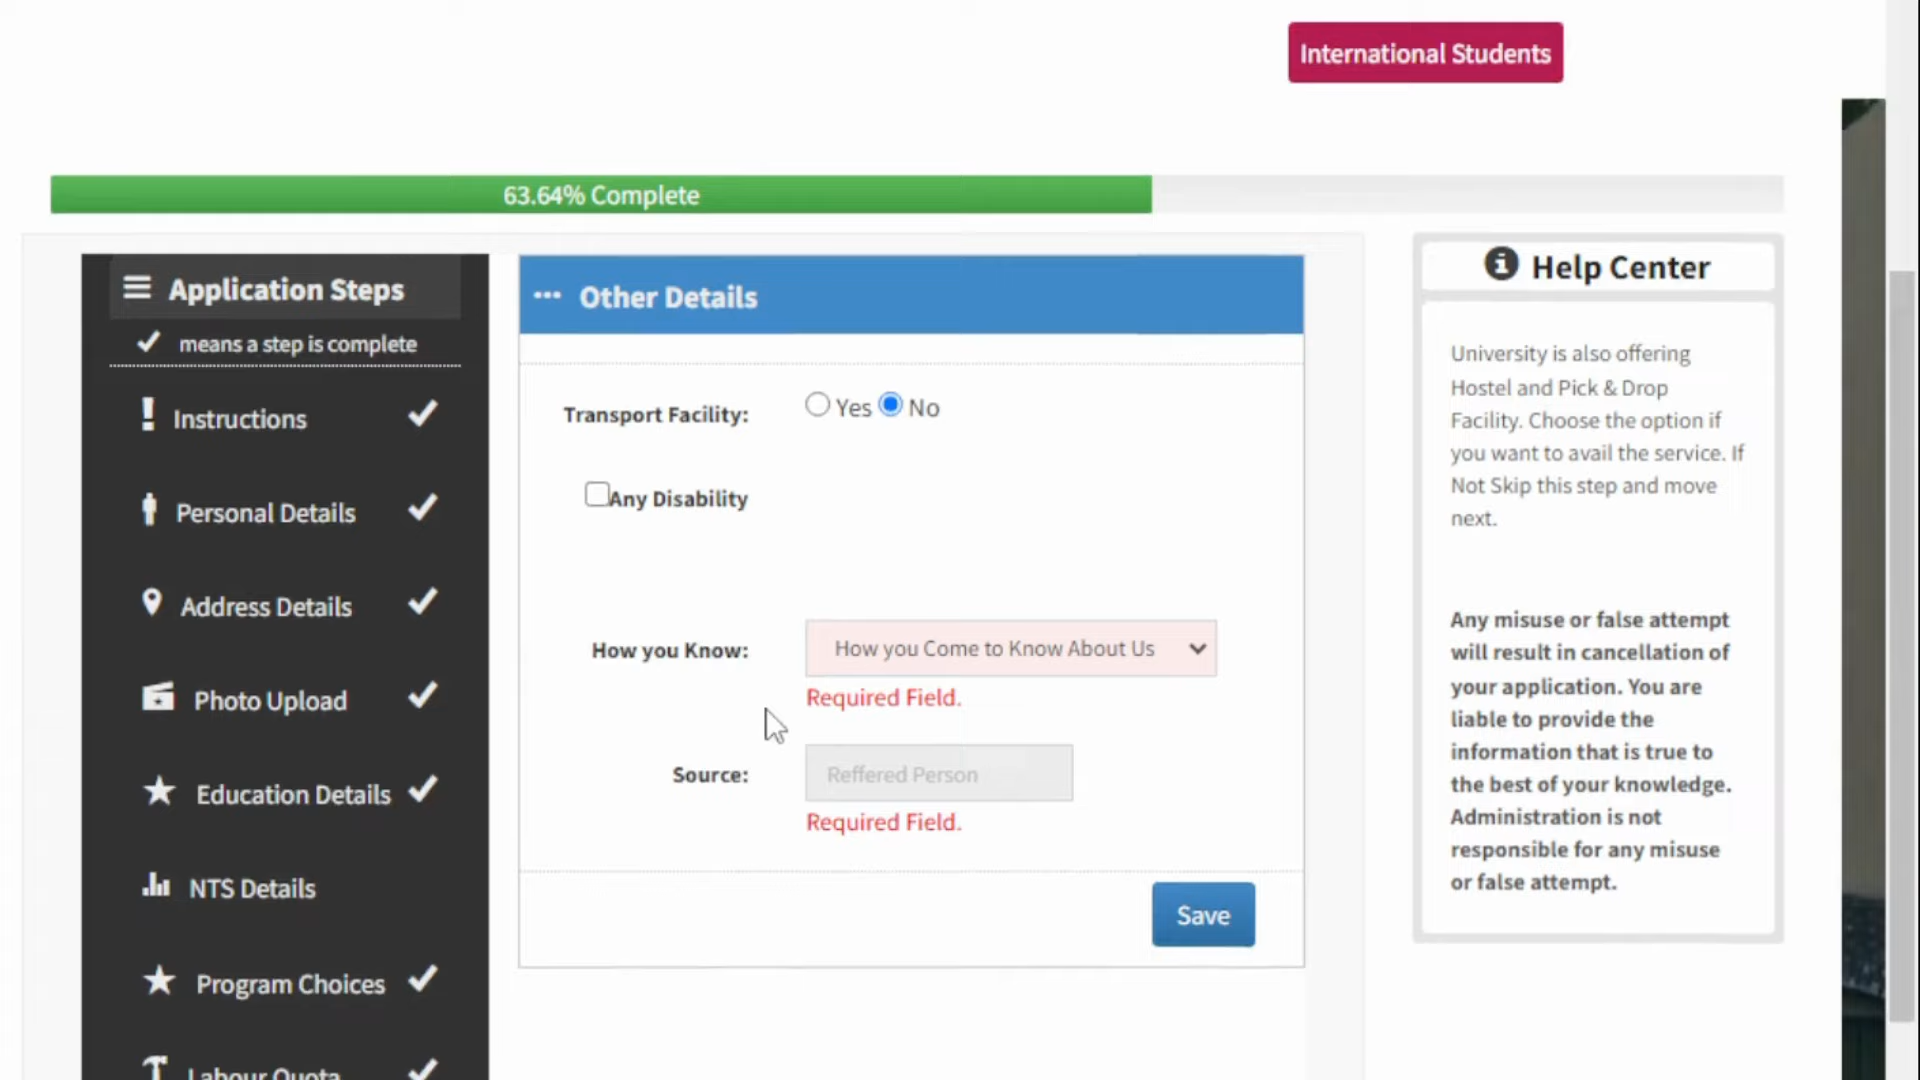 International Students
63.64% Complete
Application Steps
means a step is complete
Instructions
Personal Details
Address Details
Photo Upload
Education Details
NTS Details
Program Choices
Labour Quota
Other Details
Transport Facility:
Yes
No
Any Disability
How you Know:
How you Come to Know About Us
Required Field.
Source:
Reffered Person
Required Field.
Save
Help Center
University is also offering
Hostel and Pick & Drop
Facility. Choose the option if
you want to avail the service. If
Not Skip this step and move
next.
Any misuse or false attempt
will result in cancellation of
your application. You are
liable to provide the
information that is true to
the best of your knowledge.
Administration is not
responsible for any misuse
or false attempt.